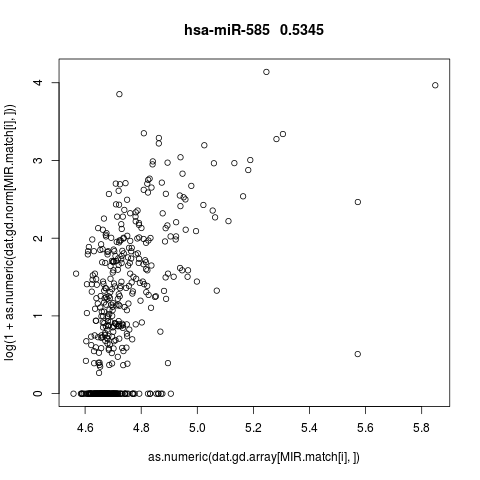 hsa-miR-585 0.5345
log(1 + as.numeric(dat.gd.norm[MIR.match[i], ]))
4
3
2
1
0
4.6 4.8 5.0 5.2 5.4 5.6 5.8
as.numeric(dat.gd.array[MIR.match[i], ])